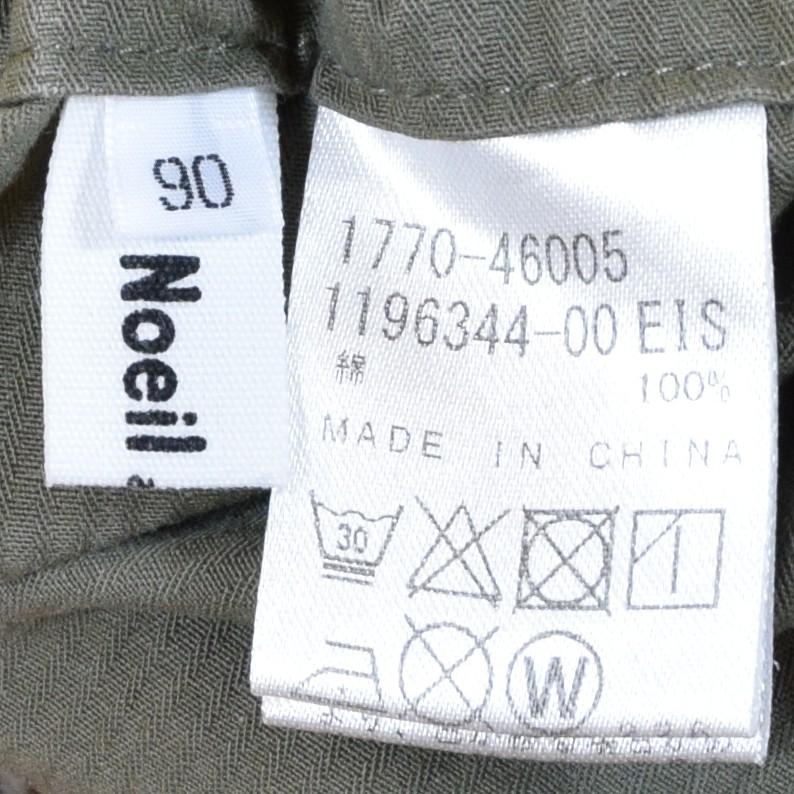 90
Noeil
1770-46005
1196344-00 EIS
綿 100%
MADE IN CHINA
30
W